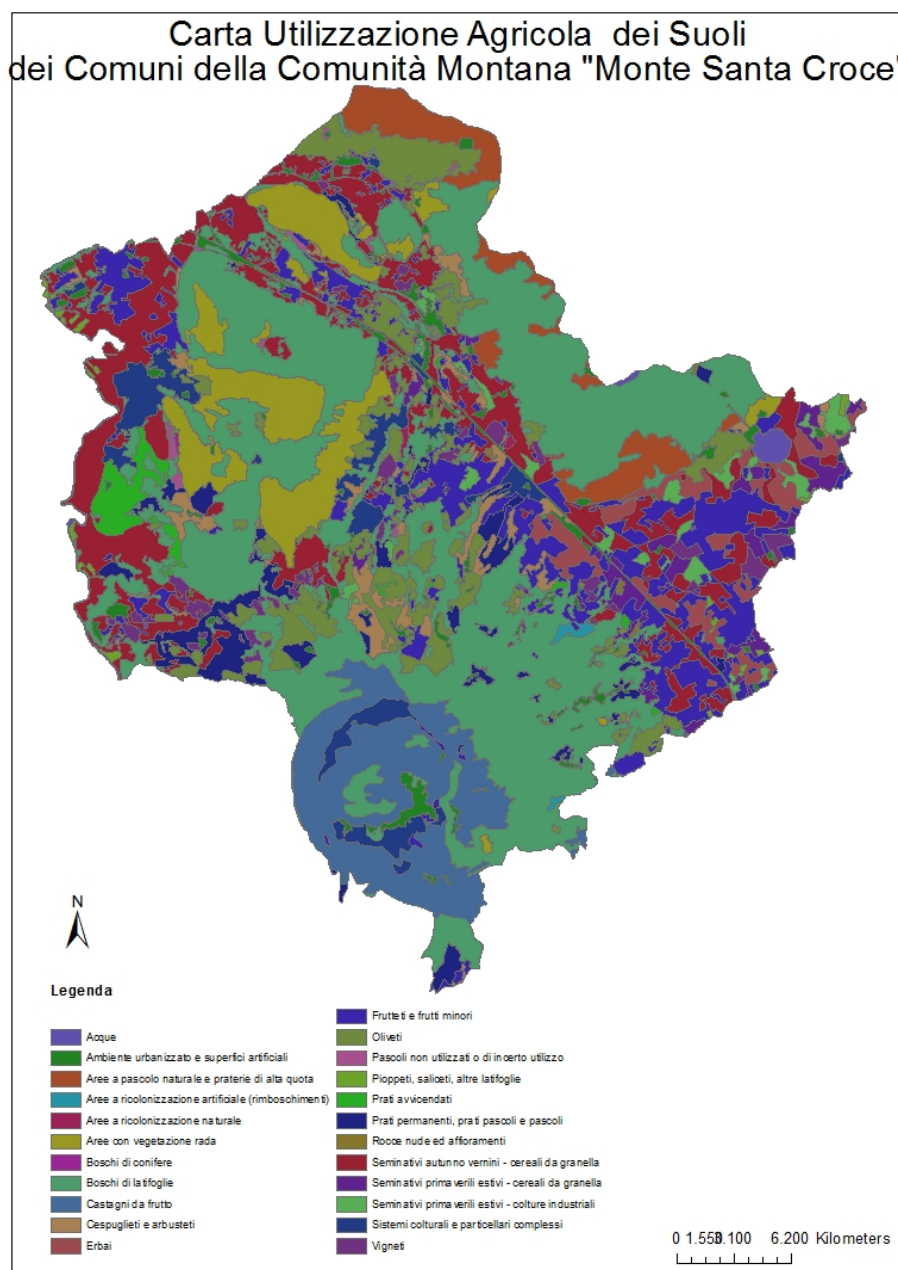 Carta Utilizzazione Agricola dei Suoli
dei Comuni della Comunità Montana "Monte Santa Croce"
N
Legenda
Acque
Ambiente urbanizzato e superfici artificiali
Aree a pascolo naturale e praterie di alta quota
Aree a ricolonizzazione artificiale (rimboschimenti)
Aree a ricolonizzazione naturale
Aree con vegetazione rada
Boschi di conifere
Boschi di latifoglie
Castagni da frutto
Cespuglieti e arbusteti
Erbai
Frutteti e frutti minori
Oliveti
Pascoli non utilizzati o di incerto utilizzo
Pioppeti, saliceti, altre latifoglie
Prati avvicendati
Prati permanenti, prati pascoli e pascoli
Rocce nude ed affioramenti
Seminativi autunno vernini - cereali da granella
Seminativi primaverili estivi - cereali da granella
Seminativi primaverili estivi - colture industriali
Sistemi colturali e particellari complessi
Vigneti
0 1.550 3.100 6.200 Kilometers